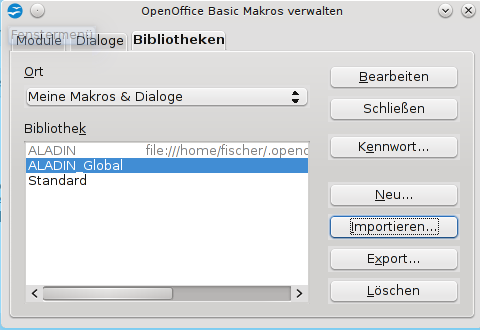 OpenOffice Basic Makros verwalten
Fenstermenü
Module
Dialoge
Bibliotheken
Ort
Meine Makros & Dialoge
Bibliothek
ALADIN file:///home/fischer/.openo
ALADIN_Global
Standard
Bearbeiten
Schließen
Kennwort...
Neu...
Importieren...
Export...
Löschen